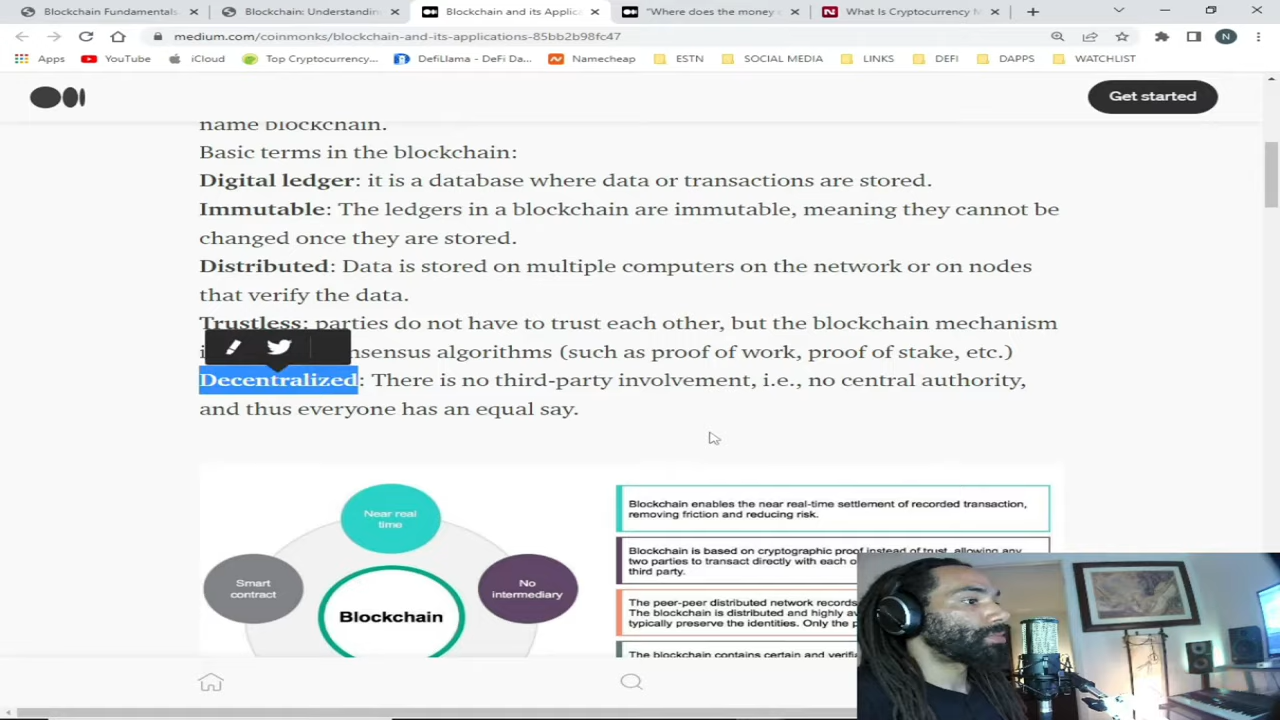 Blockchain Fundamentals
Blockchain: Understandin
Blockchain and its Applic
"Where does the money
What Is Cryptocurrency
medium.com/coinmonks/blockchain-and-its-applications-85bb2b98fc47
N
Apps
YouTube
iCloud
Top Cryptocurrency...
DefiLlama - DeFi Da...
Namecheap
ESTN
SOCIAL MEDIA
LINKS
DEFI
DAPPS
WATCHLIST
Get started
name blockchain.
Basic terms in the blockchain:
Digital ledger: it is a database where data or transactions are stored.
Immutable: The ledgers in a blockchain are immutable, meaning they cannot be
changed once they are stored.
Distributed: Data is stored on multiple computers on the network or on nodes
that verify the data.
Trustless: parties do not have to trust each other, but the blockchain mechanism
algorithms (such as proof of work, proof of stake, etc.)
Decentralized: There is no third-party involvement, i.e., no central authority,
and thus everyone has an equal say.
Near real
time
Smart
contract
No
intermediary
Blockchain
Blockchain enables the near real-time settlement of recorded transaction,
removing friction and reducing risk.
Blockchain is based on cryptographic proof instead of trust, allowing any
two parties to transact directly with each
third party.
The peer-peer distributed network records
The blockchain is distributed and highly
typically preserve the identities. Only the
The blockchain contains certain and